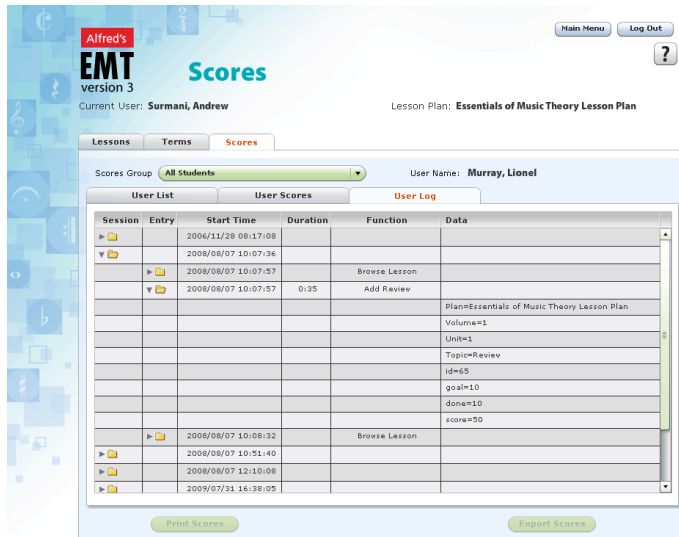 Main Menu
Log Out
Alfred's
EMT
version 3
Scores
?
Current User: Surmani, Andrew
Lesson Plan: Essentials of Music Theory Lesson Plan
Lessons
Terms
Scores
Scores Group
All Students
User Name: Murray, Lionel
User List
User Scores
User Log
Session Entry Start Time Duration Function Data
2006/11/28 08:17:08
2008/08/07 10:07:36
2008/08/07 10:07:57 Browse Lesson
2008/08/07 10:07:57 0:35 Add Review
Plan=Essentials of Music Theory Lesson Plan
Volume=1
Unit=1
Topic=Review
id=65
goal=10
done=10
score=50
2008/08/07 10:08:32 Browse Lesson
2008/08/07 10:51:40
2008/08/07 12:10:08
2009/07/31 16:38:05
Print Scores
Export Scores